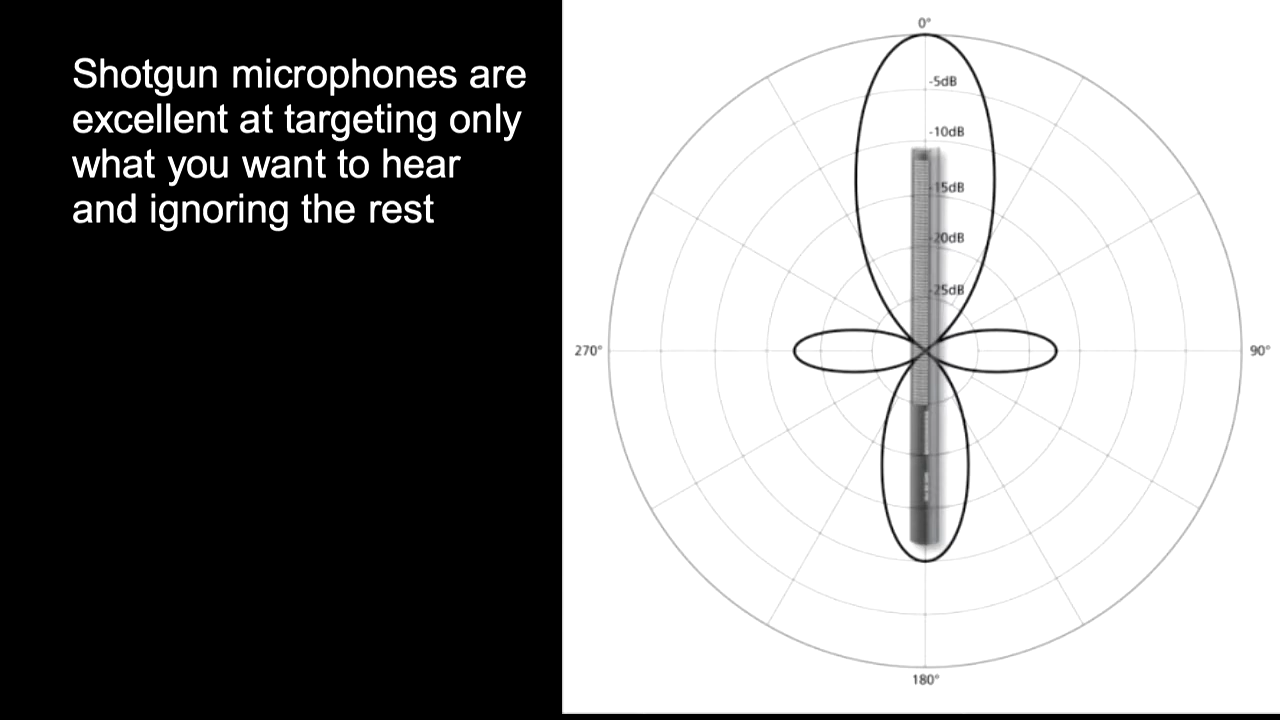 Shotgun microphones are
excellent at targeting only
what you want to hear
and ignoring the rest
0°
-5dB
-10dB
-15dB
-20dB
-25dB
270°
90°
180°